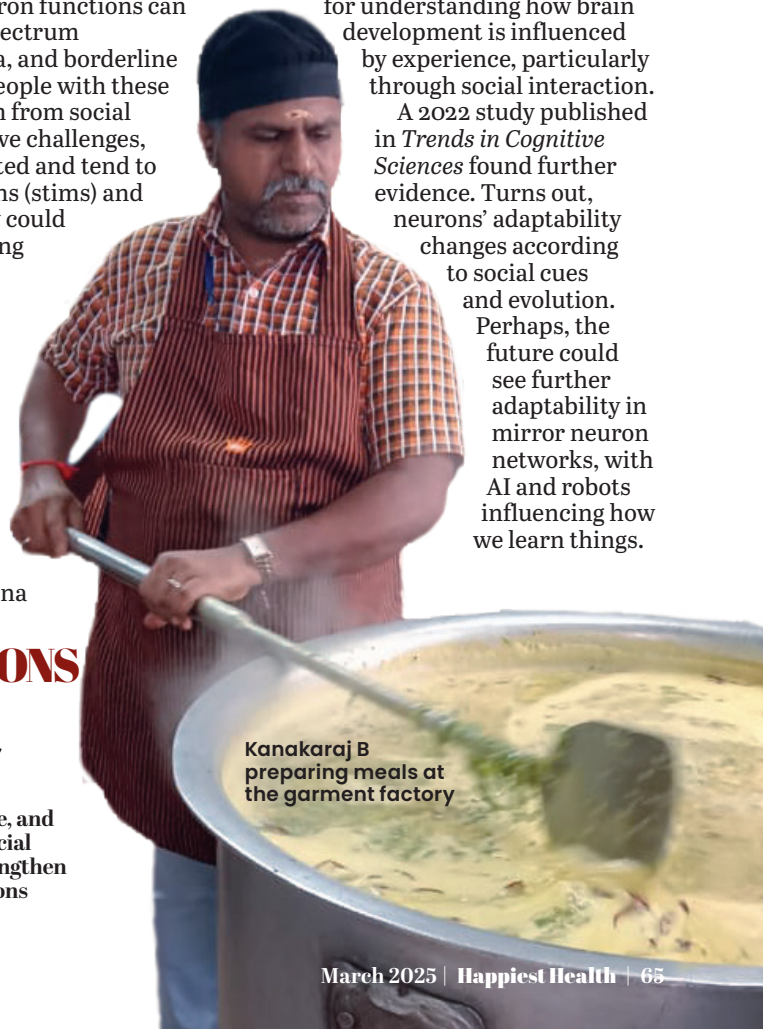 ron functions can
ectrum
a, and borderline
eople with these
from social
ve challenges,
ted and tend to
ns (stims) and
could
ng
for understanding how brain
development is influenced
by experience, particularly
through social interaction.
A 2022 study published
in Trends in Cognitive
Sciences found further
evidence. Turns out,
neurons’ adaptability
changes according
to social cues
and evolution.
Perhaps, the
future could
see further
adaptability in
mirror neuron
networks, with
AI and robots
influencing how
we learn things.
na
ONS
e, and
cial
ngthen
ons
Kanakaraj B
preparing meals at
the garment factory
March 2025 | Happiest Health | 65